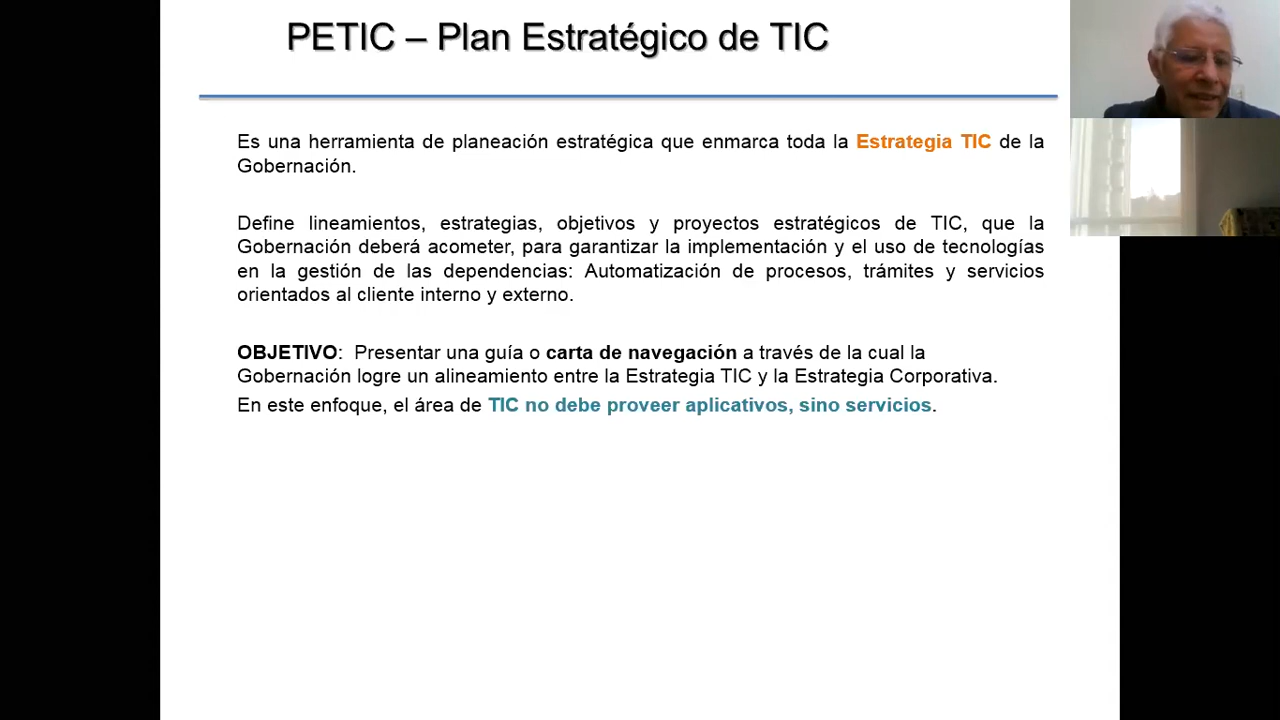 PETIC – Plan Estratégico de TIC
Es una herramienta de planeación estratégica que enmarca toda la Estrategia TIC de la
Gobernación.
Define lineamientos, estrategias, objetivos y proyectos estratégicos de TIC, que la
Gobernación deberá acometer, para garantizar la implementación y el uso de tecnologías
en la gestión de las dependencias: Automatización de procesos, trámites y servicios
orientados al cliente interno y externo.
OBJETIVO: Presentar una guía o carta de navegación a través de la cual la
Gobernación logre un alineamiento entre la Estrategia TIC y la Estrategia Corporativa.
En este enfoque, el área de TIC no debe proveer aplicativos, sino servicios.